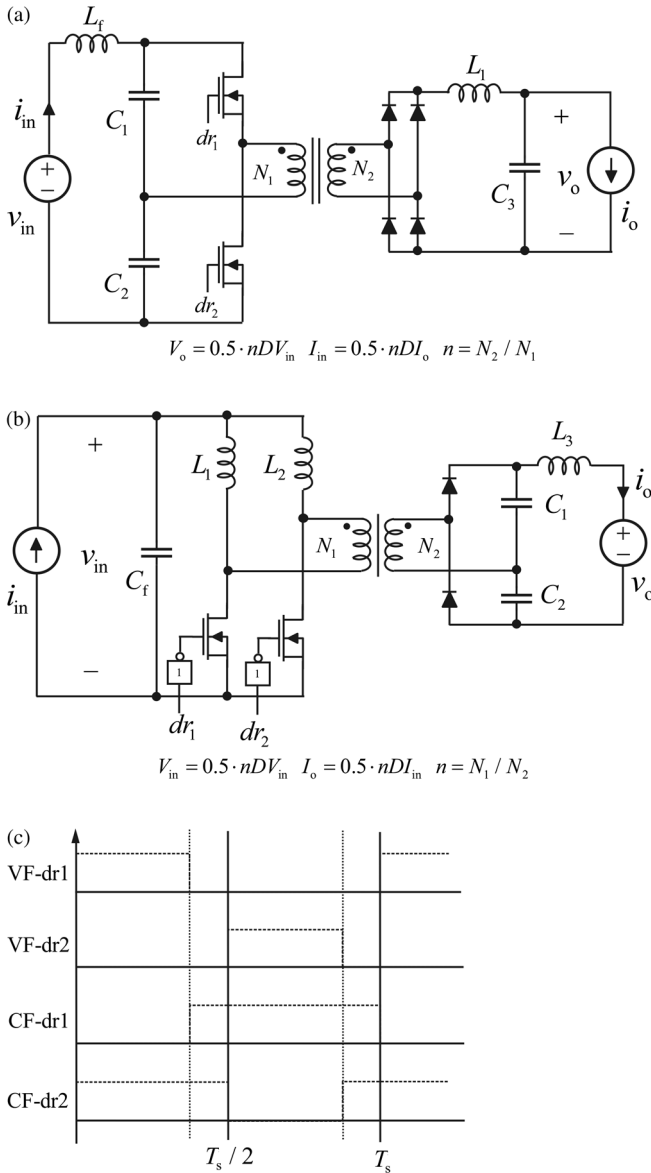 (a)
L_f
i_in
C_1
dr_1
N_1
N_2
L_1
+
−
v_in
C_2
dr_2
C_3
+
v_o
−
i_o
V_o = 0.5 · nDV_in I_in = 0.5 · nDI_o n = N_2 / N_1
(b)
+
v_in
−
i_in
C_f
L_1
L_2
N_1
N_2
1
dr_1
1
dr_2
L_3
C_1
C_2
i_o
+
−
v_o
V_in = 0.5 · nDV_in I_o = 0.5 · nDI_in n = N_1 / N_2
(c)
VF-dr1
VF-dr2
CF-dr1
CF-dr2
T_s / 2
T_s